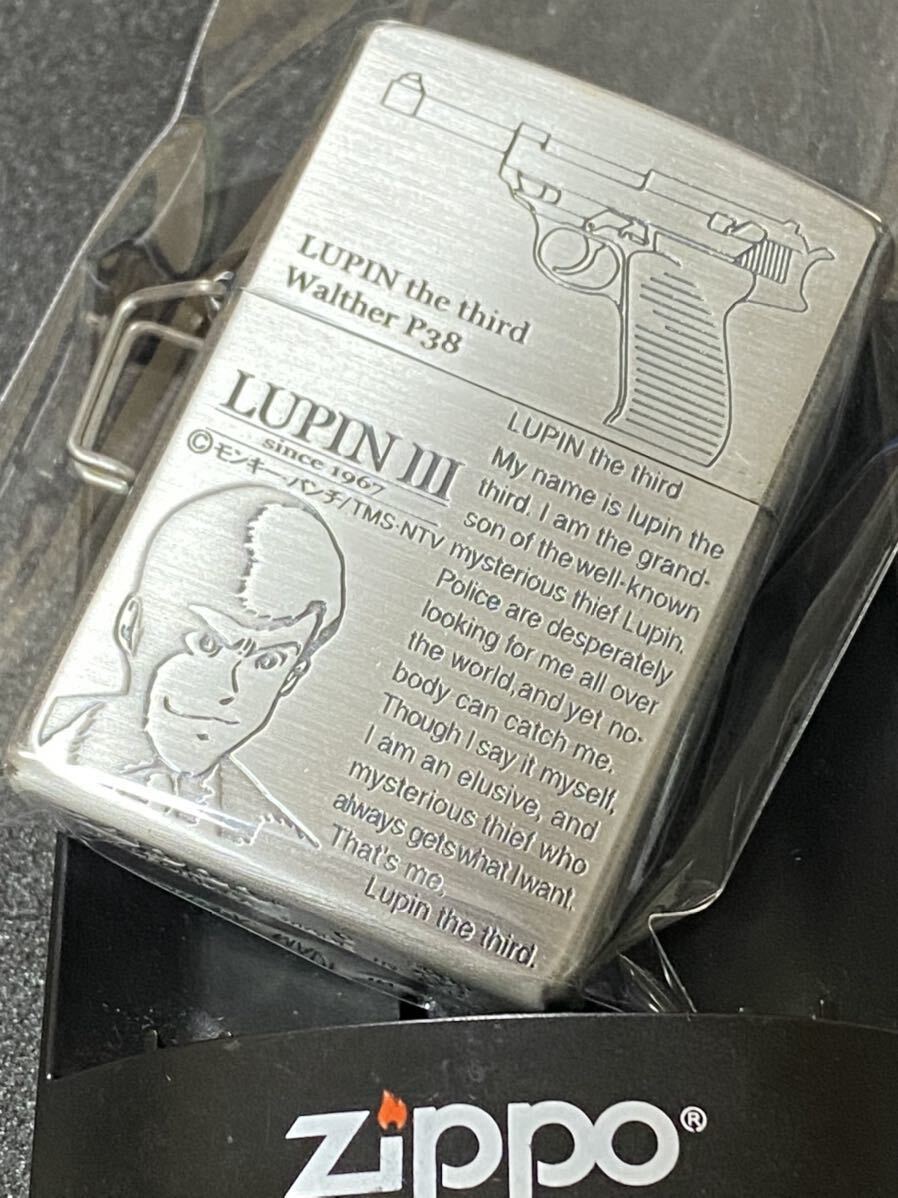 LUPIN the third
Walther P38
LUPIN III
since 1967
©モンキー・パンチ/TMS・NTV
LUPIN the third
My name is lupin the
third. I am the grand-
son of the well-known
mysterious thief Lupin.
Police are desperately
looking for me all over
the world,and yet no-
body can catch me.
Though I say it myself,
I am an elusive, and
mysterious thief who
always gets what I want.
That's me,
Lupin the third.
zippo®